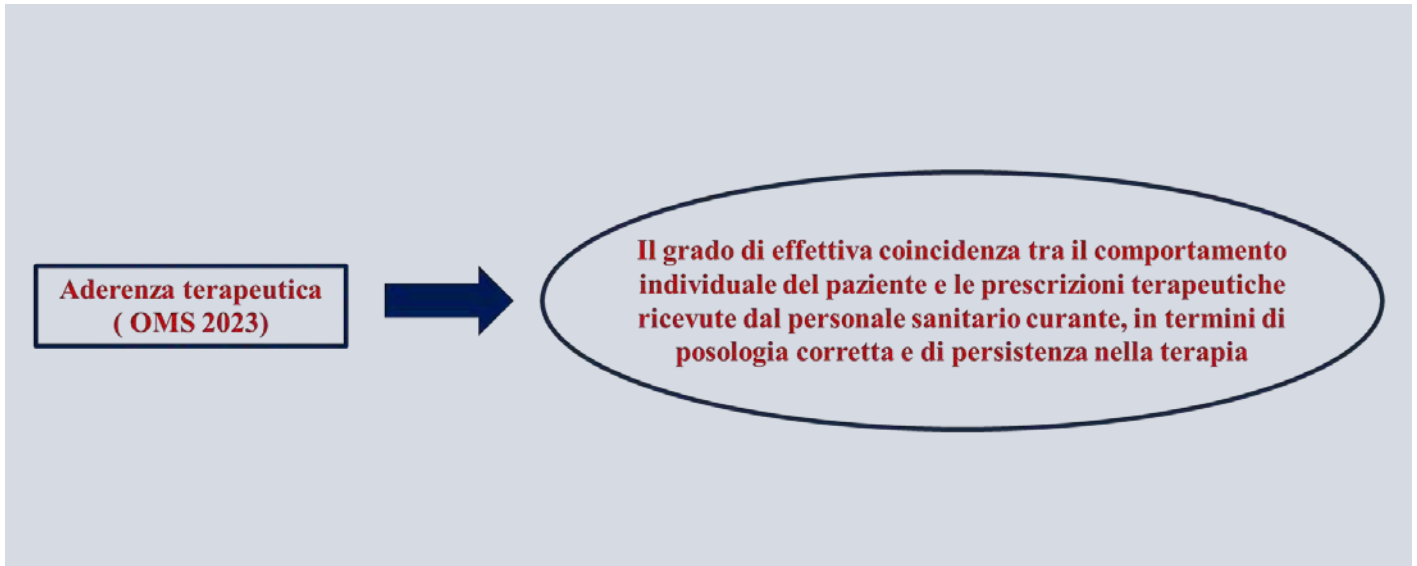 Aderenza terapeutica
( OMS 2023)
Il grado di effettiva coincidenza tra il comportamento
individuale del paziente e le prescrizioni terapeutiche
ricevute dal personale sanitario curante, in termini di
posologia corretta e di persistenza nella terapia